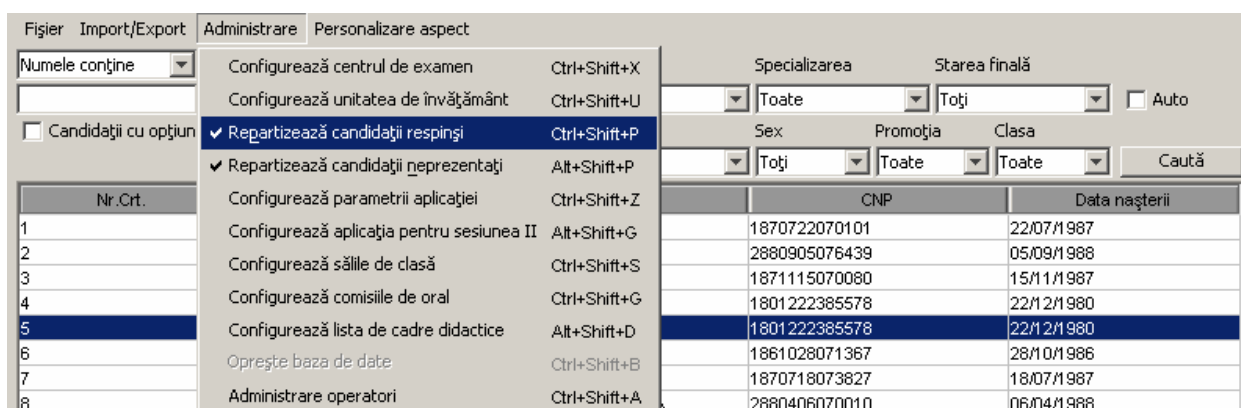 Fişier Import/Export Administrare Personalizare aspect
Numele conţine
Specializarea Starea finală
Toate Toţi Auto
Candidaţii cu opţiun
Sex Promoţia Clasa
Toţi Toate Toate Caută
Configurează centrul de examen Ctrl+Shift+X
Configurează unitatea de învăţământ Ctrl+Shift+U
Repartizează candidaţii respinşi Ctrl+Shift+P
Repartizează candidaţii neprezentaţi Alt+Shift+P
Configurează parametrii aplicaţiei Ctrl+Shift+Z
Configurează aplicaţia pentru sesiunea II Alt+Shift+G
Configurează sălile de clasă Ctrl+Shift+S
Configurează comisiile de oral Ctrl+Shift+G
Configurează lista de cadre didactice Alt+Shift+D
Opreşte baza de date Ctrl+Shift+B
Administrare operatori Ctrl+Shift+A
Nr.Crt. CNP Data naşterii
1 1870722070101 22/07/1987
2 2880905076439 05/09/1988
3 1871115070080 15/11/1987
4 1801222385578 22/12/1980
5 1801222385578 22/12/1980
6 1861028071367 28/10/1986
7 1870718073827 18/07/1987
8 2880406070010 06/04/1988